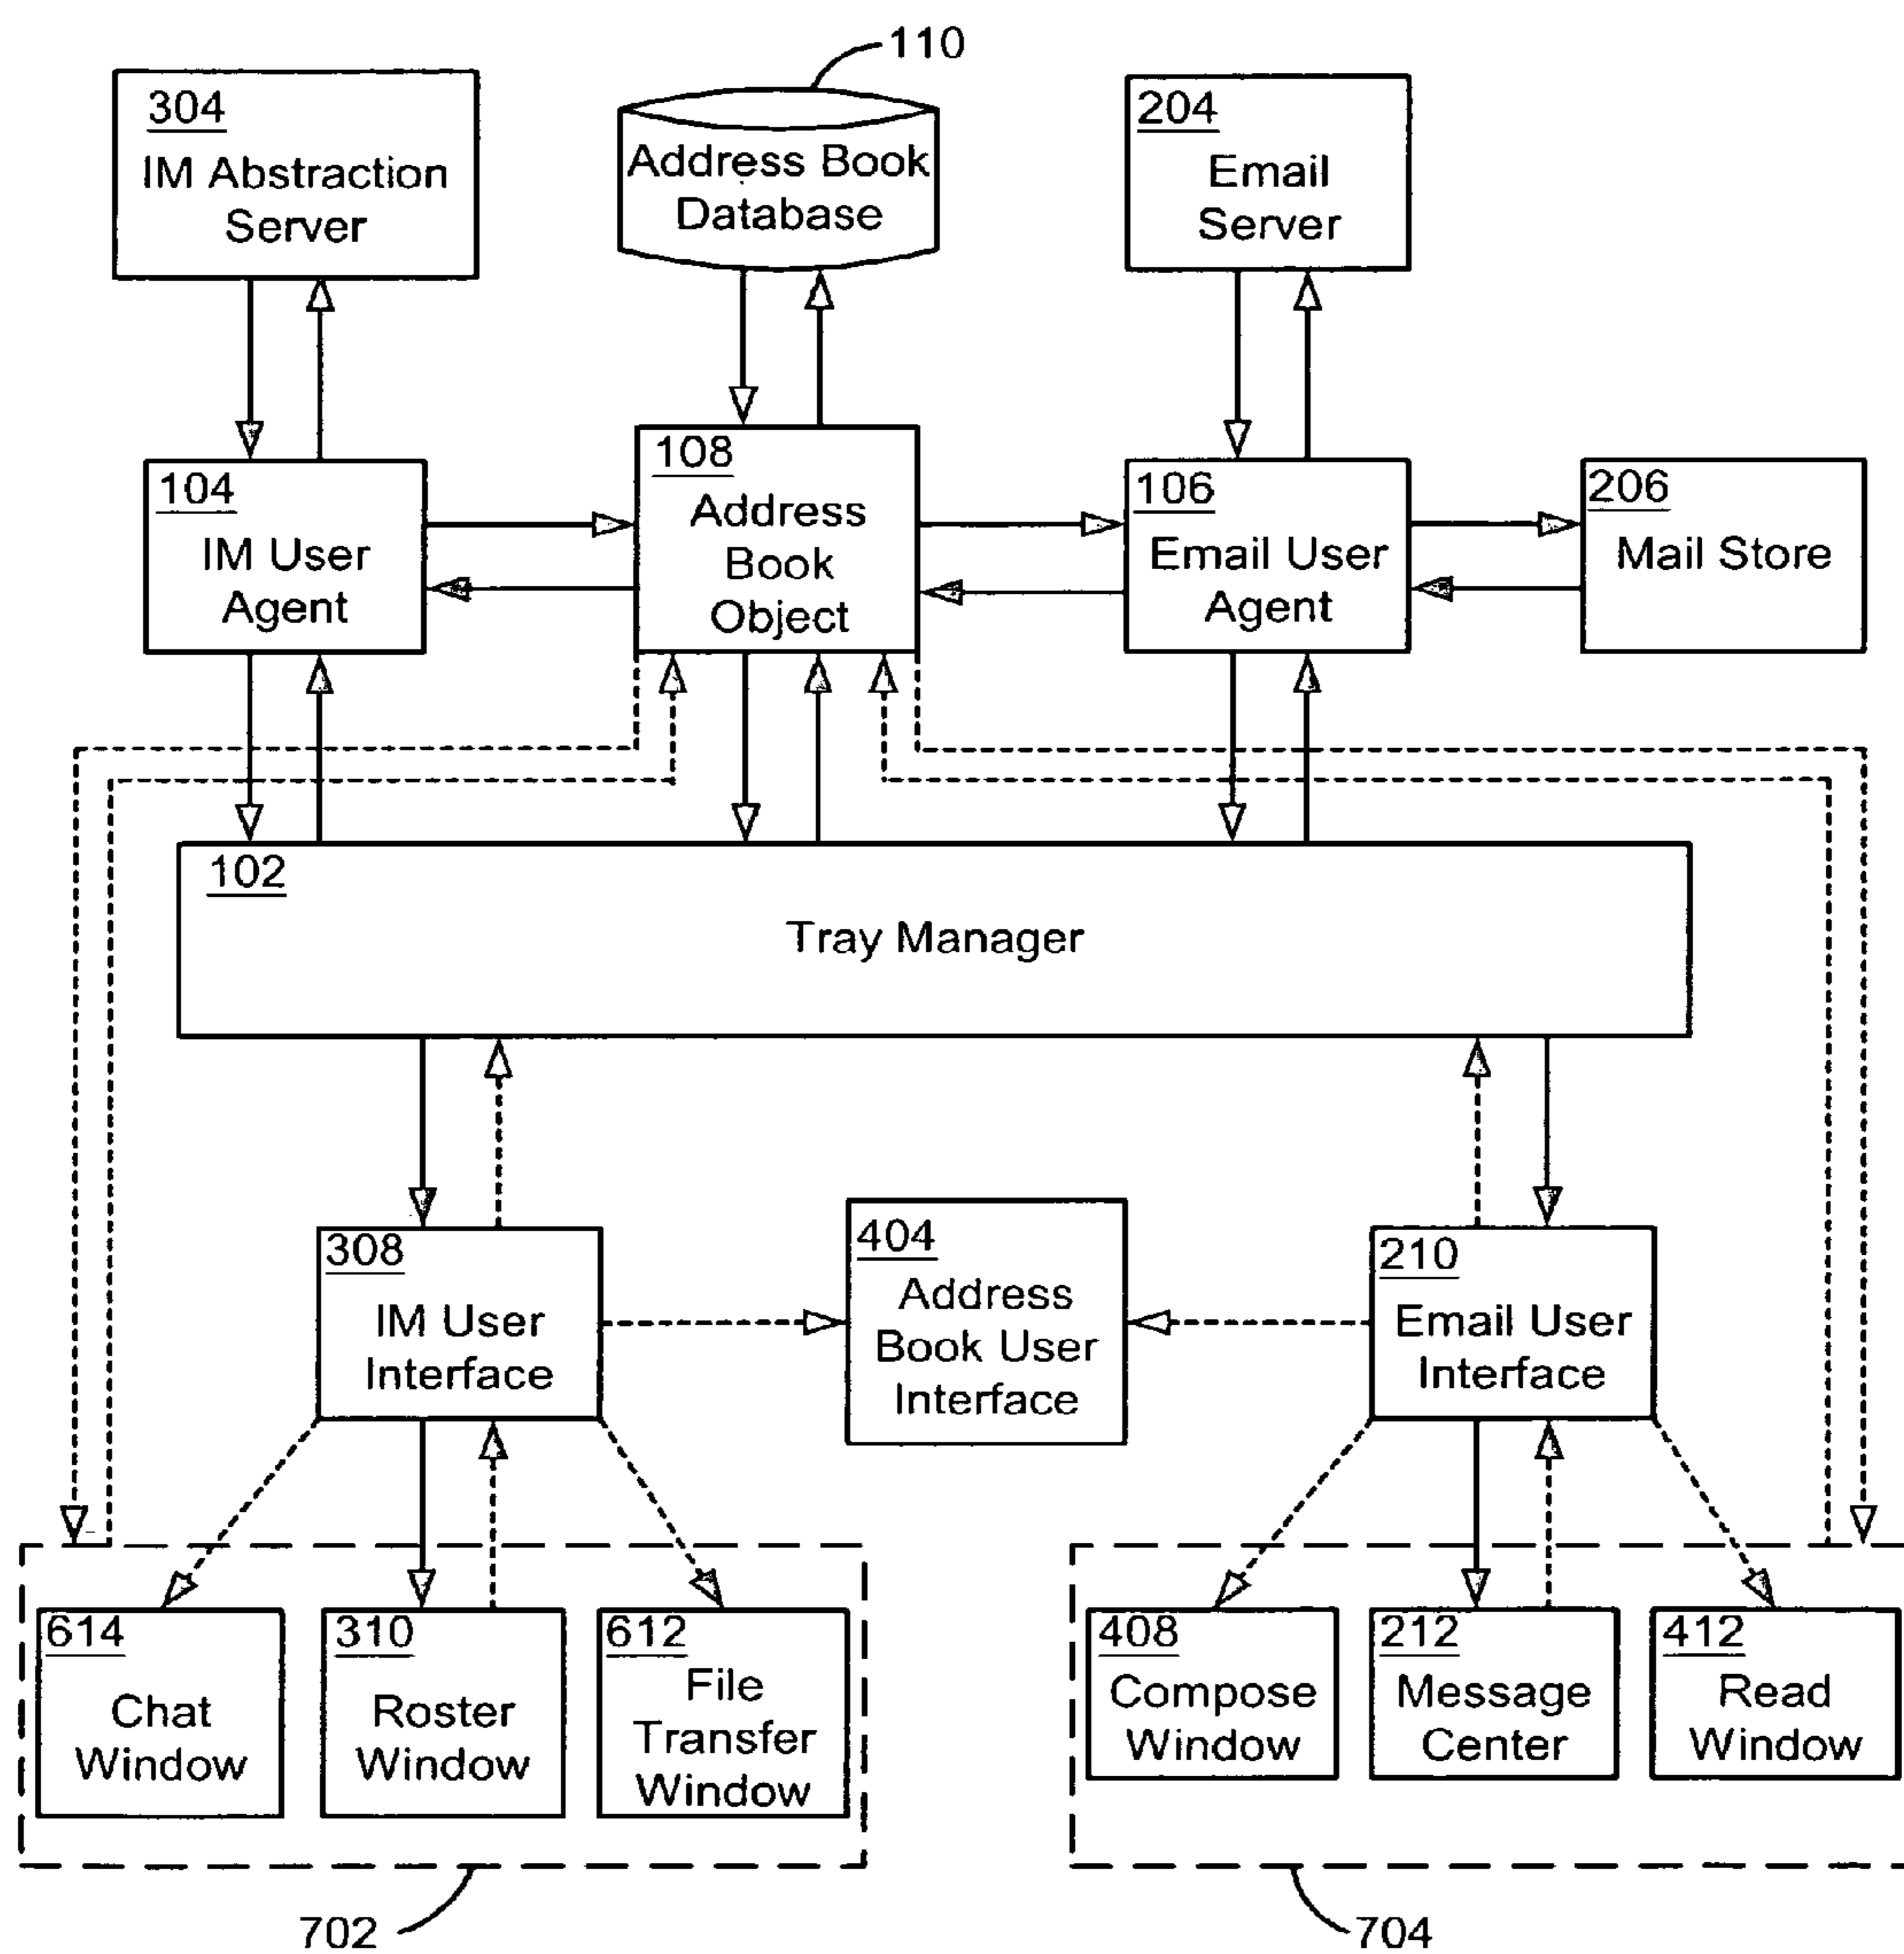 110
304
IM Abstraction
Server
Address Book
Database
204
Email
Server
104
IM User
Agent
108
Address
Book
Object
106
Email User
Agent
206
Mail Store
102
Tray Manager
308
IM User
Interface
404
Address
Book User
Interface
210
Email User
Interface
614
Chat
Window
310
Roster
Window
612
File
Transfer
Window
408
Compose
Window
212
Message
Center
412
Read
Window
702
704